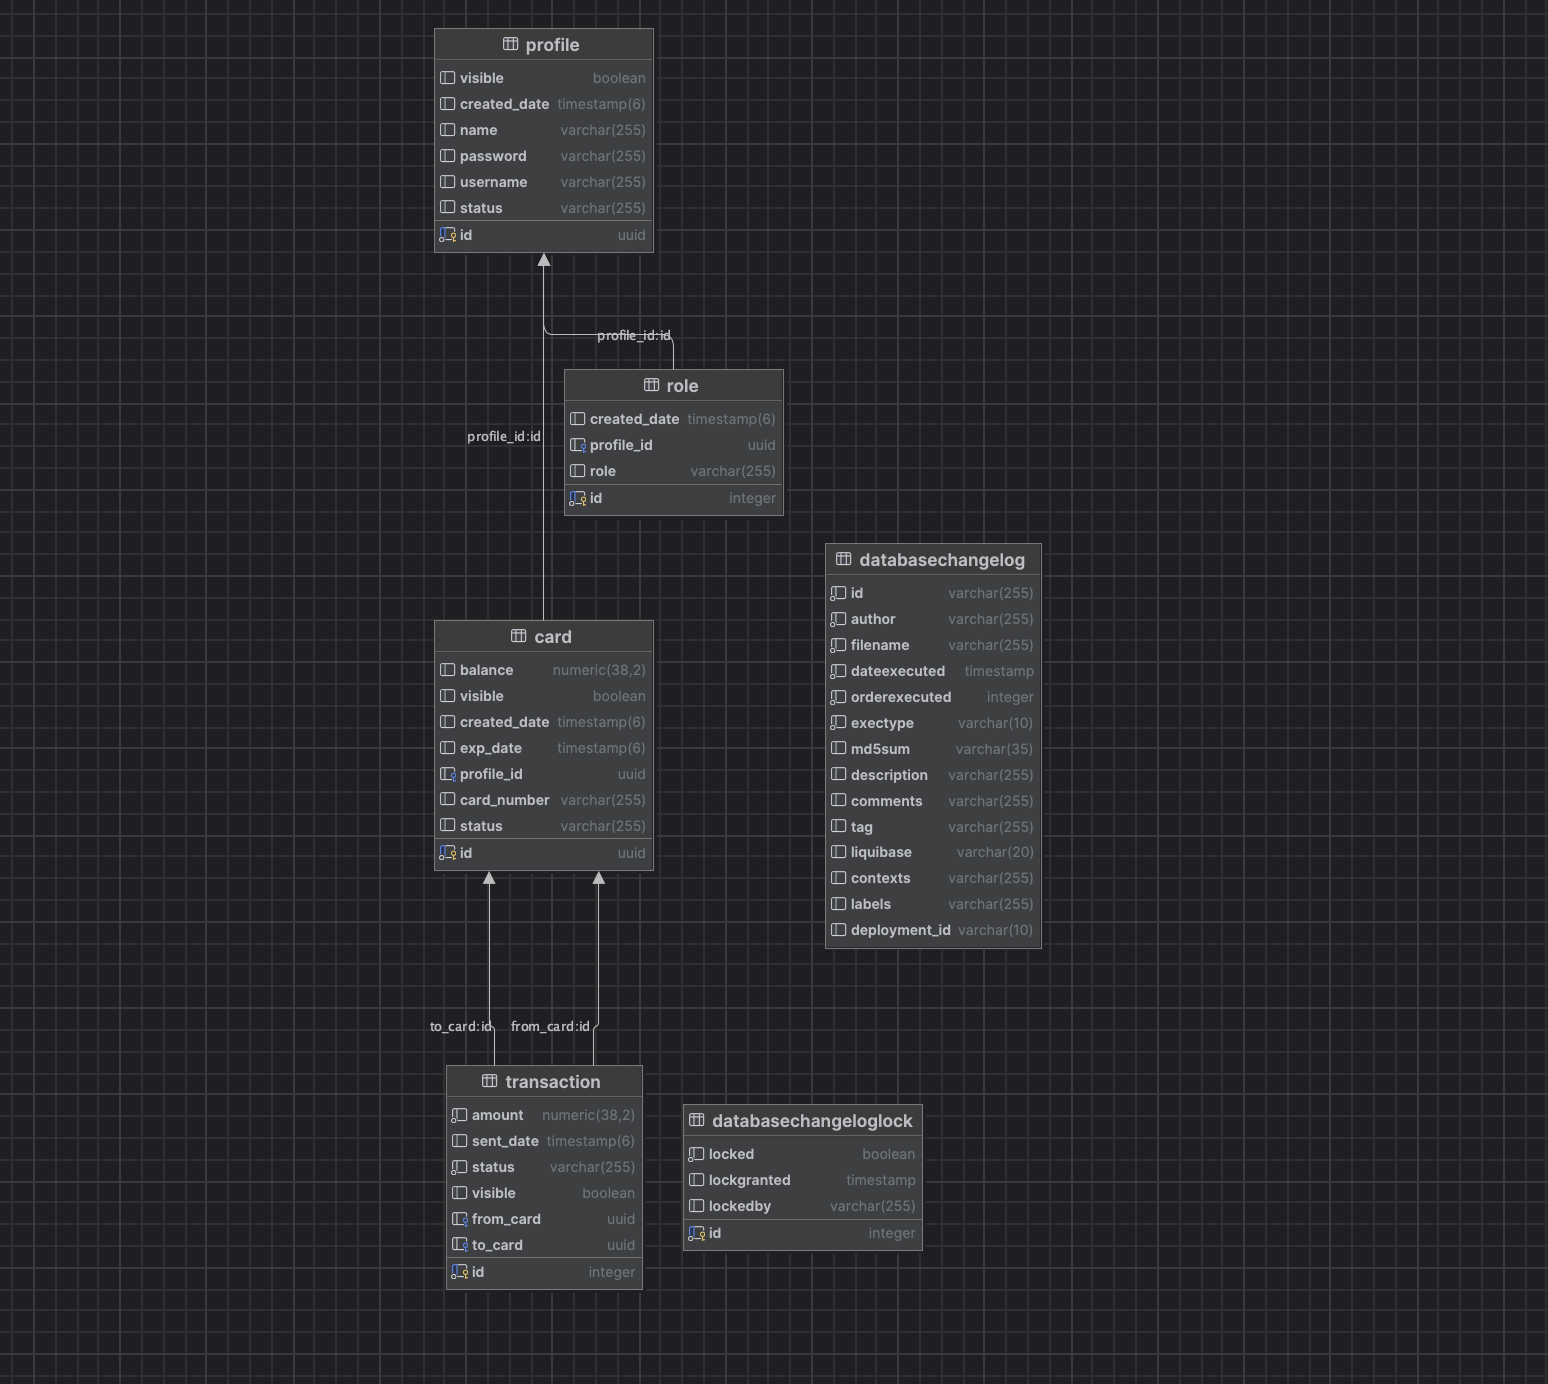 profile
visible boolean
created_date timestamp(6)
name varchar(255)
password varchar(255)
username varchar(255)
status varchar(255)
id uuid
profile_id:id
role
created_date timestamp(6)
profile_id uuid
role varchar(255)
id integer
profile_id:id
card
balance numeric(38,2)
visible boolean
created_date timestamp(6)
exp_date timestamp(6)
profile_id uuid
card_number varchar(255)
status varchar(255)
id uuid
databasechangelog
id varchar(255)
author varchar(255)
filename varchar(255)
dateexecuted timestamp
orderexecuted integer
exectype varchar(10)
md5sum varchar(35)
description varchar(255)
comments varchar(255)
tag varchar(255)
liquibase varchar(20)
contexts varchar(255)
labels varchar(255)
deployment_id varchar(10)
to_card:id
from_card:id
transaction
amount numeric(38,2)
sent_date timestamp(6)
status varchar(255)
visible boolean
from_card uuid
to_card uuid
id integer
databasechangeloglock
locked boolean
lockgranted timestamp
lockedby varchar(255)
id integer